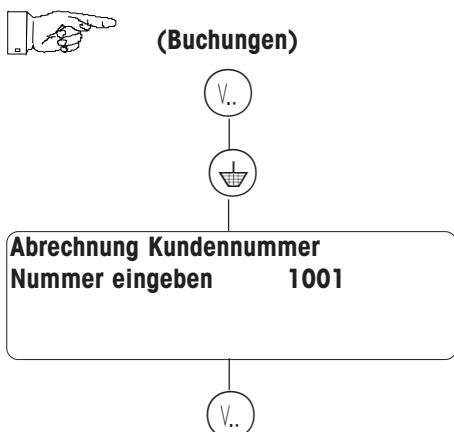 (Buchungen)
V..
Abrechnung Kundennummer
Nummer eingeben 1001
V..